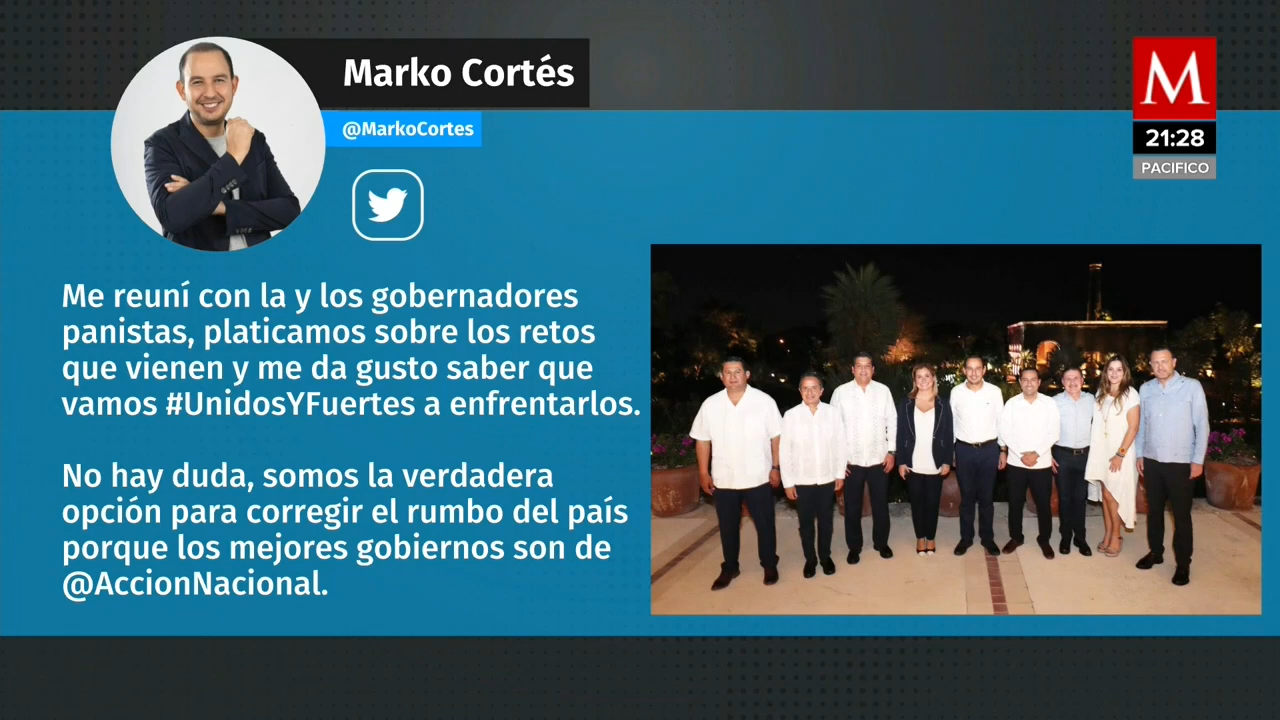 Marko Cortés
@MarkoCortes
M
21:28
PACIFICO
Me reuní con la y los gobernadores
panistas, platicamos sobre los retos
que vienen y me da gusto saber que
vamos #UnidosYFuertes a enfrentarlos.
No hay duda, somos la verdadera
opción para corregir el rumbo del país
porque los mejores gobiernos son de
@AccionNacional.